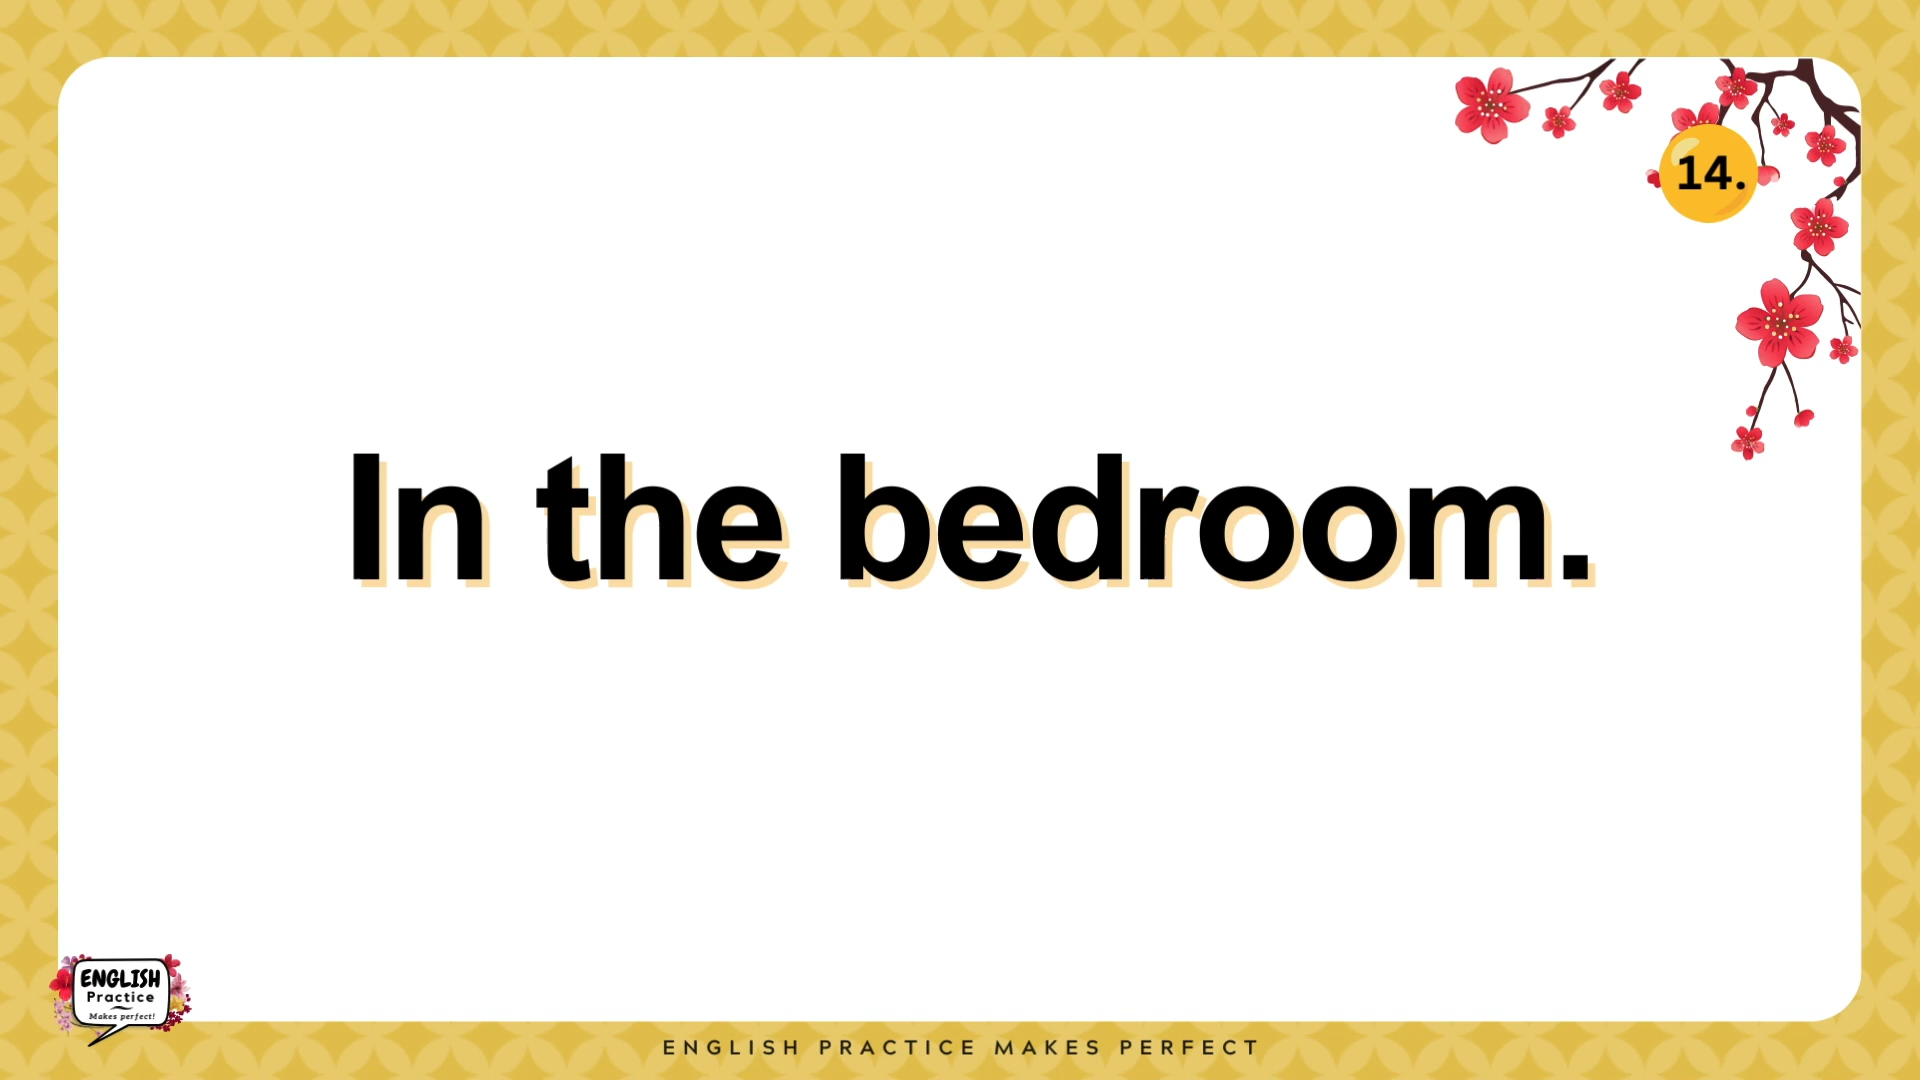 14.
In the bedroom.
ENGLISH
Practice
Makes perfect!
ENGLISH PRACTICE MAKES PERFECT